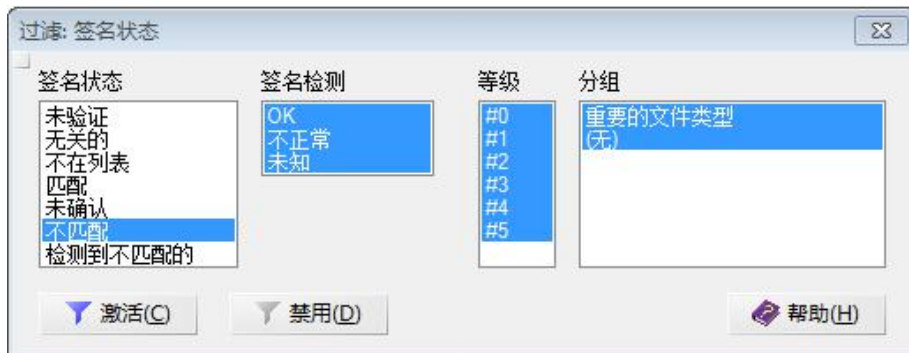 过滤: 签名状态
签名状态
未验证
无关的
不在列表
匹配
未确认
不匹配
检测到不匹配的
签名检测
OK
不正常
未知
等级
#0
#1
#2
#3
#4
#5
分组
重要的文件类型
(无)
激活(C)
禁用(D)
帮助(H)